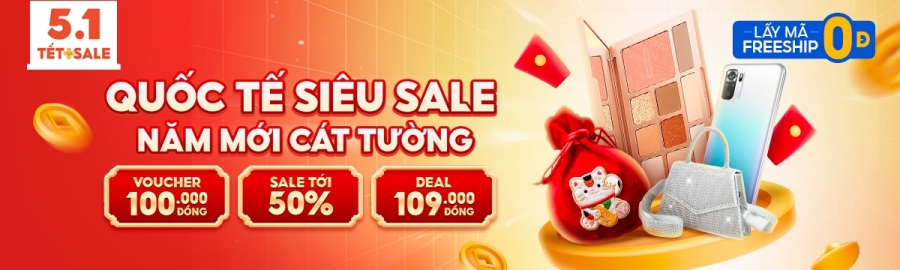 5.1
TẾT SALE
LẤY MÃ
FREESHIP
0Đ
QUỐC TẾ SIÊU SALE
NĂM MỚI CÁT TƯỜNG
VOUCHER
100.000
ĐỒNG
SALE TỚI
50%
DEAL
109.000
ĐỒNG